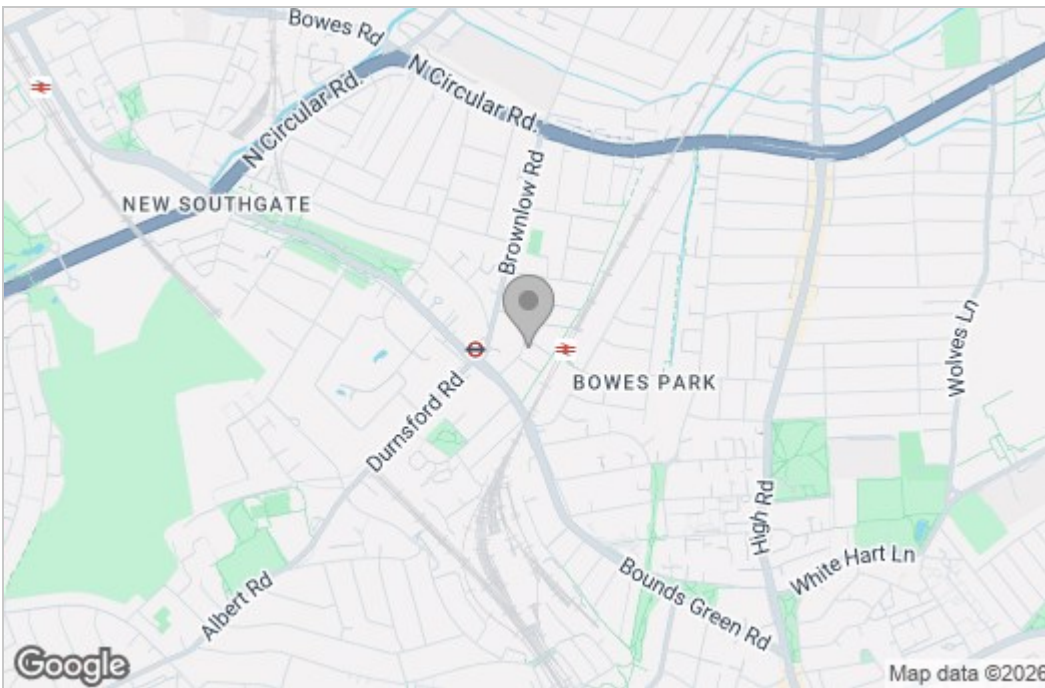 Bowes Rd
N Circular Rd.
N Circular Rd.
Brownlow Rd
NEW SOUTHGATE
BOWES PARK
Wolves Ln
Durnsford Rd
High Rd
White Hart Ln
Bounds Green Rd
Albert Rd
Google
Map data ©2026